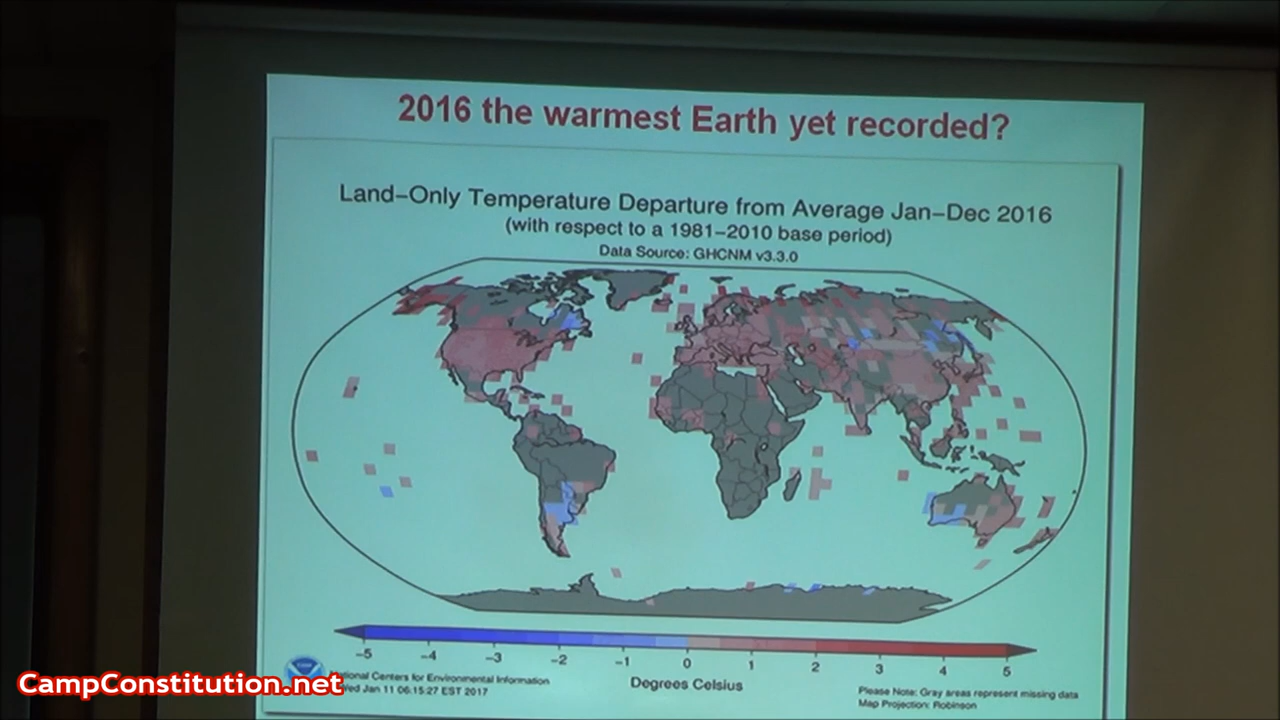 2016 the warmest Earth yet recorded?
Land-Only Temperature Departure from Average Jan-Dec 2016
(with respect to a 1981-2010 base period)
Data Source: GHCNM v3.3.0
-5 -4 -3 -2 -1 0 1 2 3 4 5
Degrees Celsius
Centers for Environmental Information
Jan 11 06:15:27 EST 2017
Please Note: Gray areas represent missing data
Map Projection: Robinson
CampConstitution.net